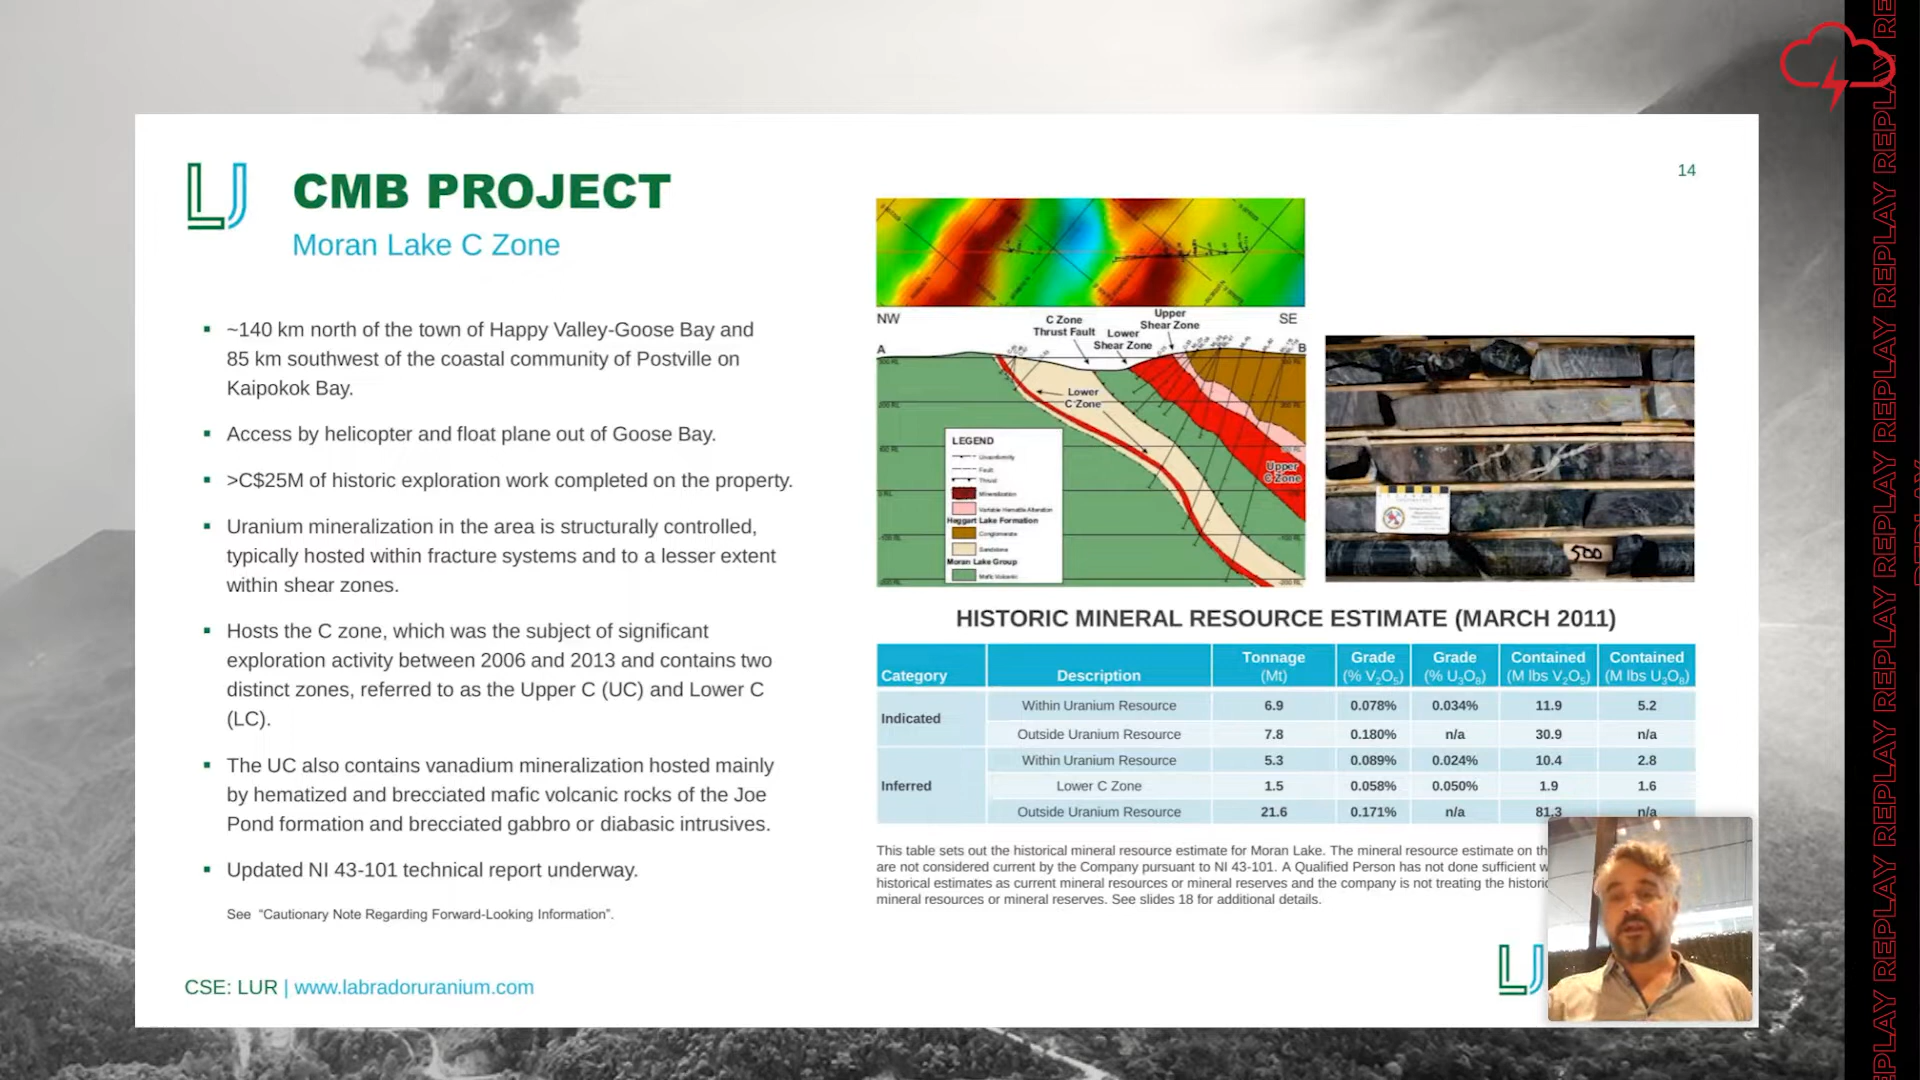 CMB PROJECT
Moran Lake C Zone
14
▪ ~140 km north of the town of Happy Valley-Goose Bay and
85 km southwest of the coastal community of Postville on
Kaipokok Bay.
▪ Access by helicopter and float plane out of Goose Bay.
▪ >C$25M of historic exploration work completed on the property.
▪ Uranium mineralization in the area is structurally controlled,
typically hosted within fracture systems and to a lesser extent
within shear zones.
▪ Hosts the C zone, which was the subject of significant
exploration activity between 2006 and 2013 and contains two
distinct zones, referred to as the Upper C (UC) and Lower C
(LC).
▪ The UC also contains vanadium mineralization hosted mainly
by hematized and brecciated mafic volcanic rocks of the Joe
Pond formation and brecciated gabbro or diabasic intrusives.
▪ Updated NI 43-101 technical report underway.
See "Cautionary Note Regarding Forward-Looking Information".
CSE: LUR | www.labradoruranium.com
NW
SE
C Zone
Thrust Fault
Lower
Shear Zone
Upper
Shear Zone
A
B
Lower
C Zone
Upper
C Zone
LEGEND
Unconformity
Fault
Thrust
Mineralization
Variable Hematite Alteration
Heggart Lake Formation
Conglomerate
Sandstone
Moran Lake Group
Mafic Volcanic
500
HISTORIC MINERAL RESOURCE ESTIMATE (MARCH 2011)
Category Description Tonnage (Mt) Grade (% V2O5) Grade (% U3O8) Contained (M lbs V2O5) Contained (M lbs U3O8)
Indicated
Within Uranium Resource 6.9 0.078% 0.034% 11.9 5.2
Outside Uranium Resource 7.8 0.180% n/a 30.9 n/a
Inferred
Within Uranium Resource 5.3 0.089% 0.024% 10.4 2.8
Lower C Zone 1.5 0.058% 0.050% 1.9 1.6
Outside Uranium Resource 21.6 0.171% n/a 81.3 n/a
This table sets out the historical mineral resource estimate for Moran Lake. The mineral resource estimate on
are not considered current by the Company pursuant to NI 43-101. A Qualified Person has not done sufficient
historical estimates as current mineral resources or mineral reserves and the company is not treating the
mineral resources or mineral reserves. See slides 18 for additional details.
REPLAY REPLAY REPLAY REPLAY REPLAY REPLAY REPLAY REPLAY REPLAY REPLAY